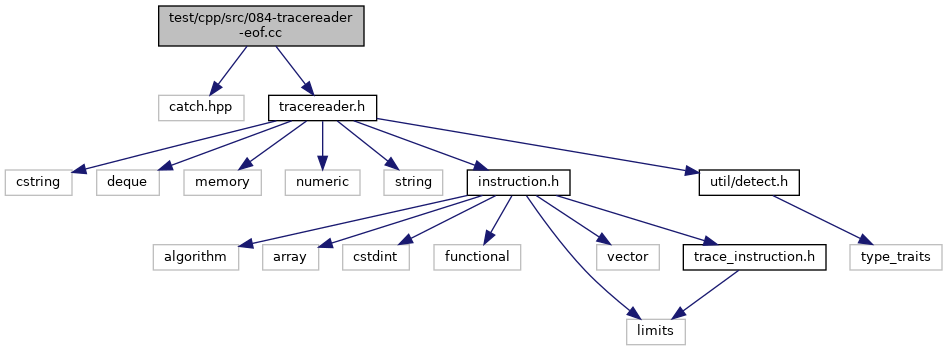 test/cpp/src/084-tracereader
-eof.cc
catch.hpp
tracereader.h
cstring
deque
memory
numeric
string
instruction.h
util/detect.h
algorithm
array
cstdint
functional
vector
trace_instruction.h
type_traits
limits